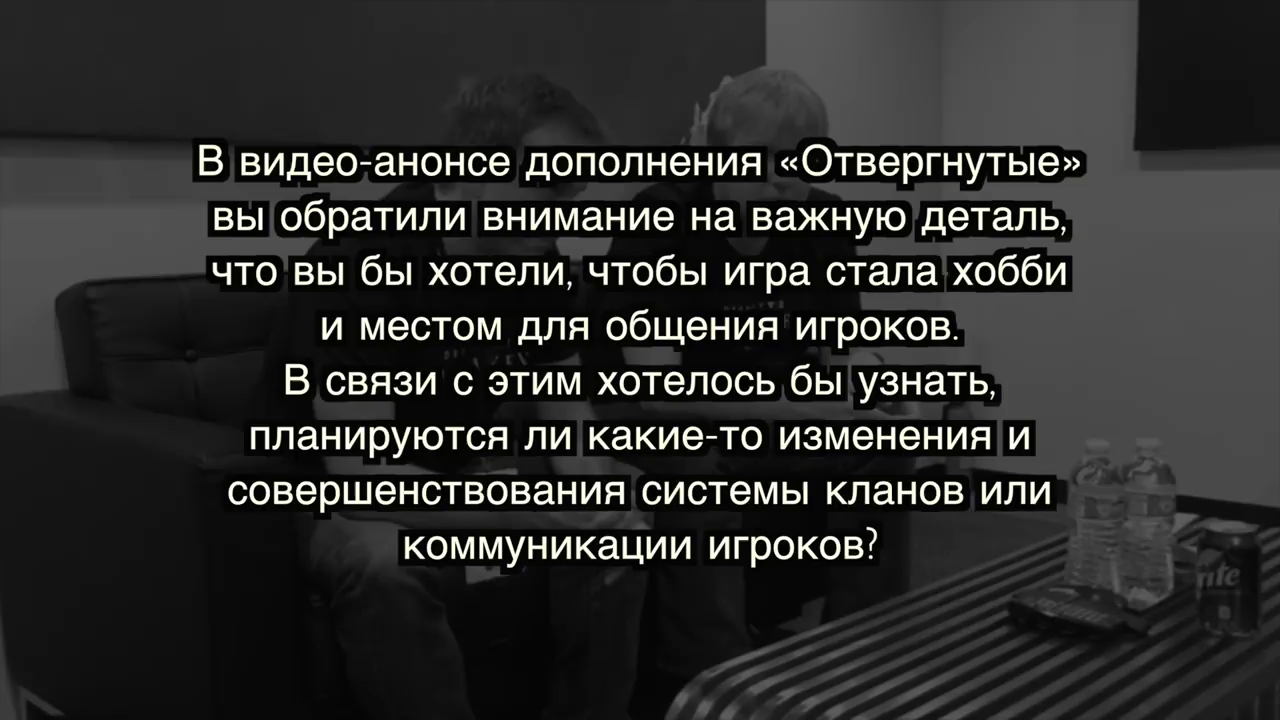 В видео-анонсе дополнения «Отвергнутые»
вы обратили внимание на важную деталь,
что вы бы хотели, чтобы игра стала хобби
и местом для общения игроков.
В связи с этим хотелось бы узнать,
планируются ли какие-то изменения и
совершенствования системы кланов или
коммуникации игроков?